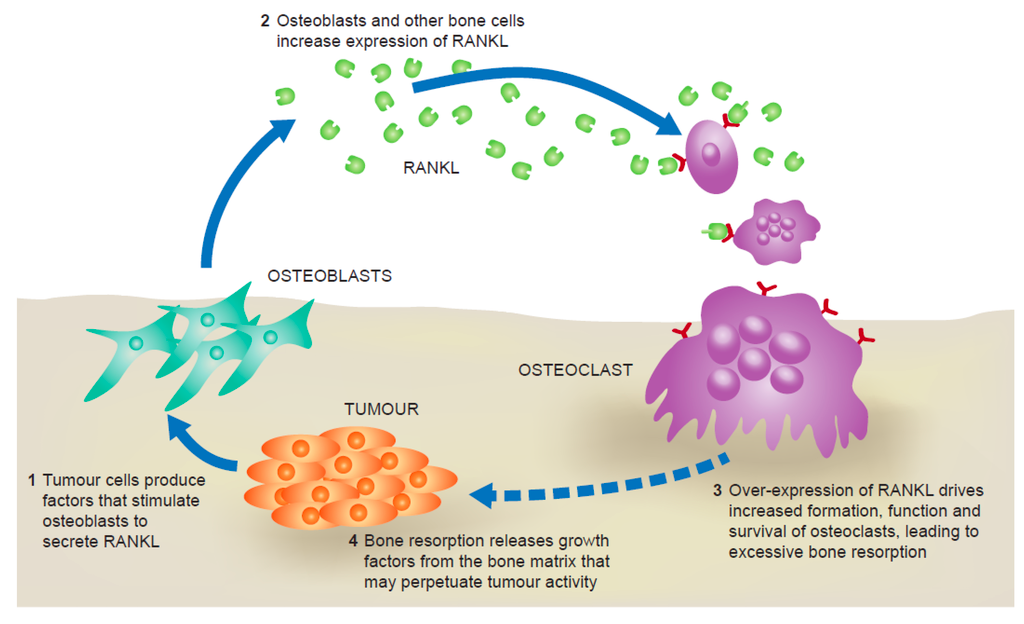 2 Osteoblasts and other bone cells
increase expression of RANKL
RANKL
OSTEOBLASTS
OSTEOCLAST
TUMOUR
1 Tumour cells produce
factors that stimulate
osteoblasts to
secrete RANKL
3 Over-expression of RANKL drives
increased formation, function and
survival of osteoclasts, leading to
excessive bone resorption
4 Bone resorption releases growth
factors from the bone matrix that
may perpetuate tumour activity